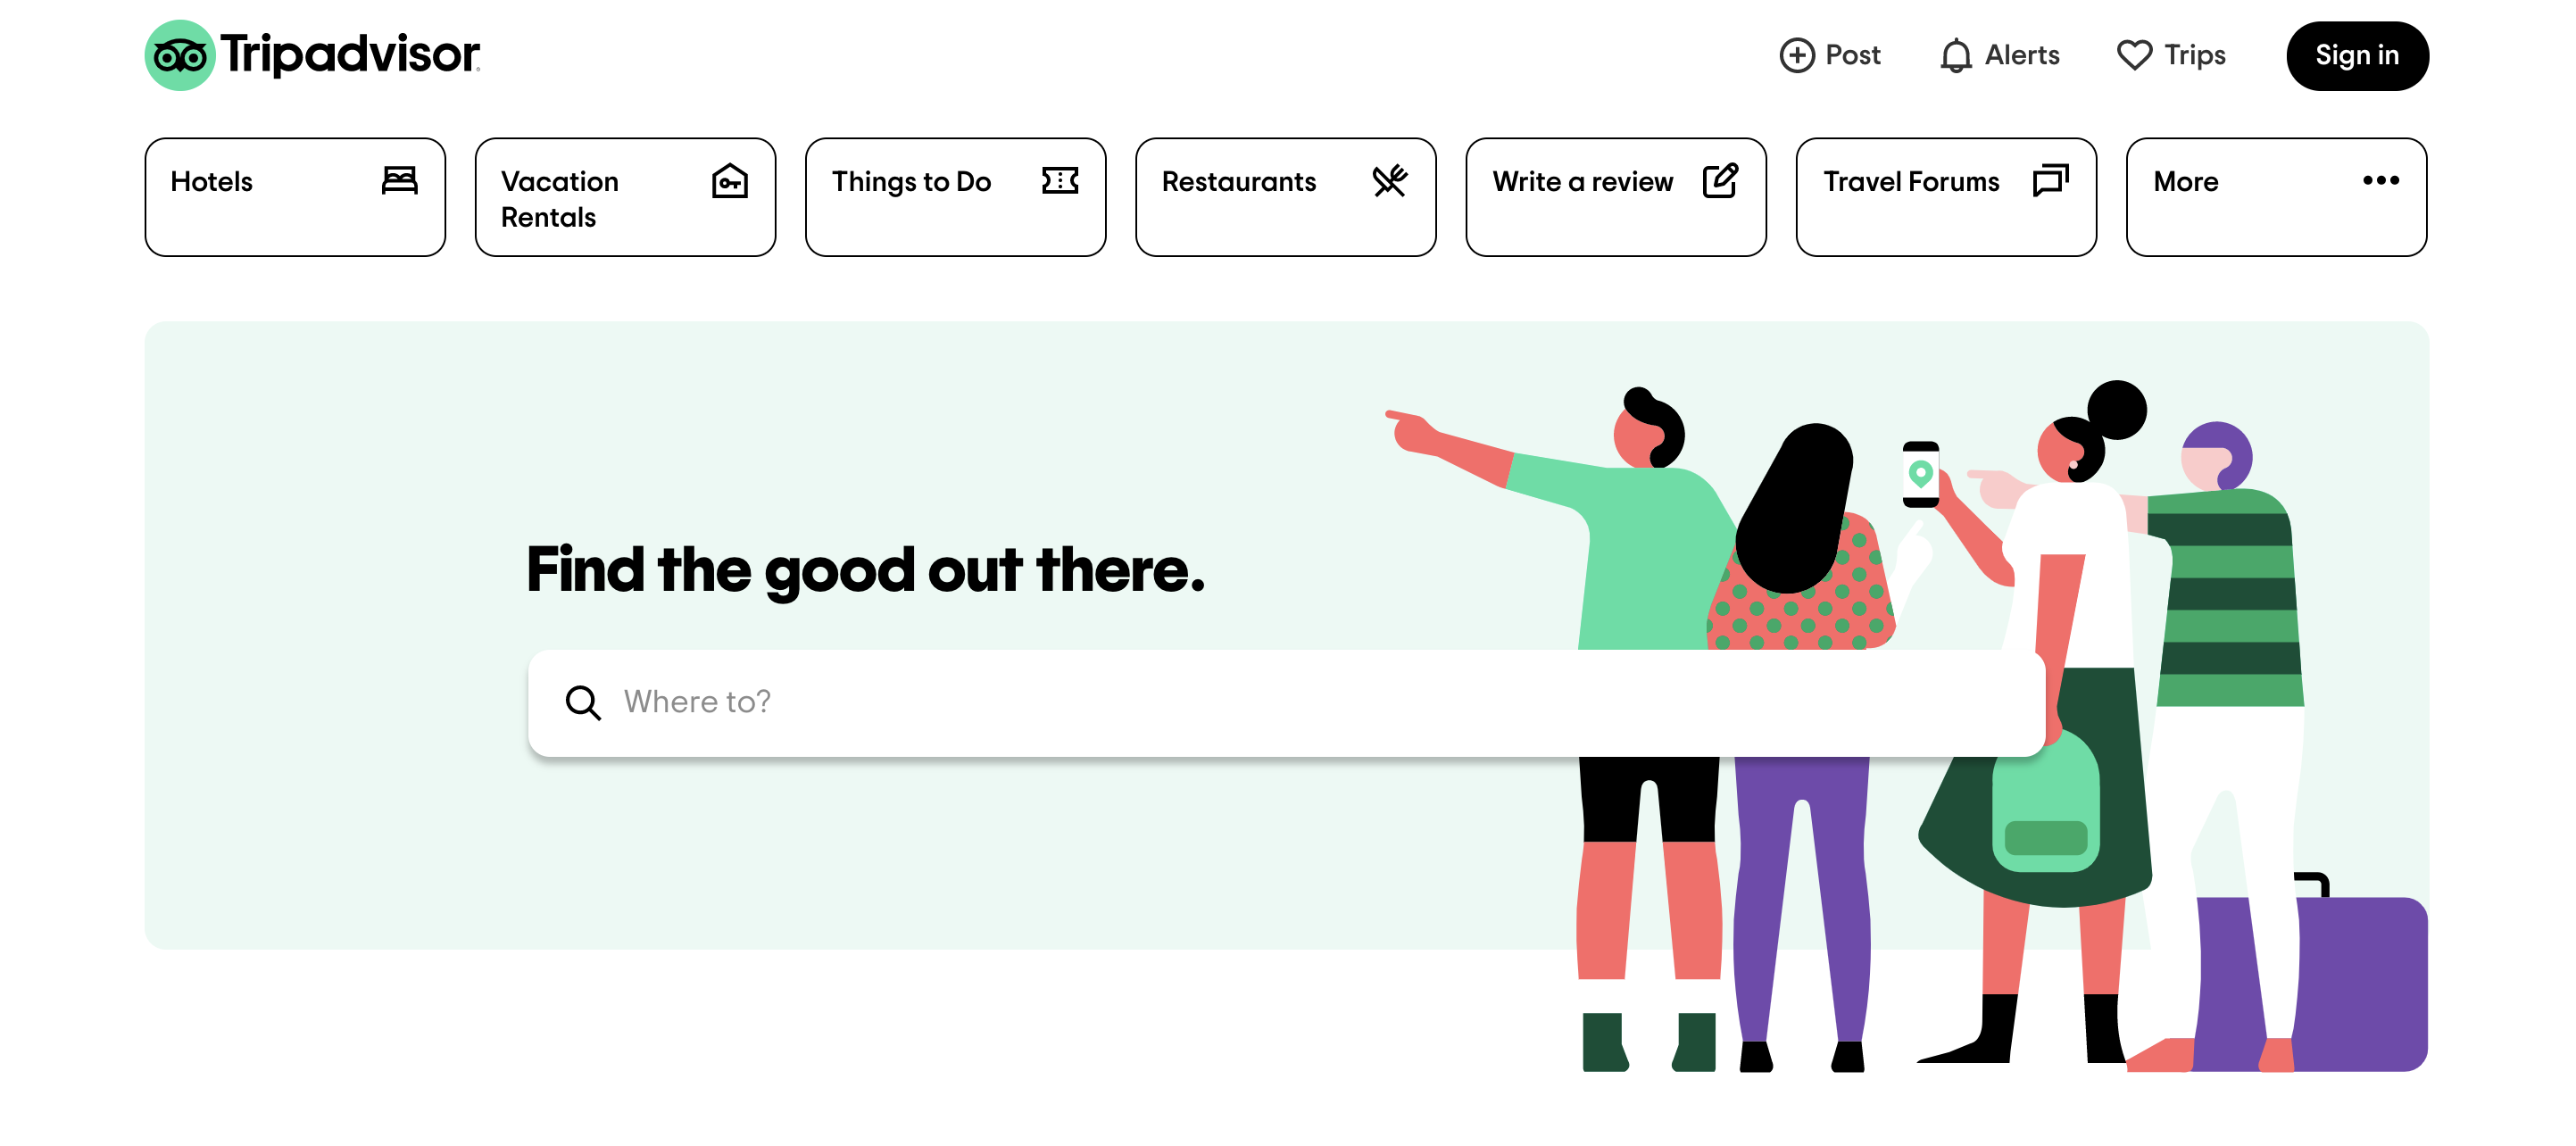 Tripadvisor
Post
Alerts
Trips
Sign in
Hotels
Vacation
Rentals
Things to Do
Restaurants
Write a review
Travel Forums
More
Find the good out there.
Where to?